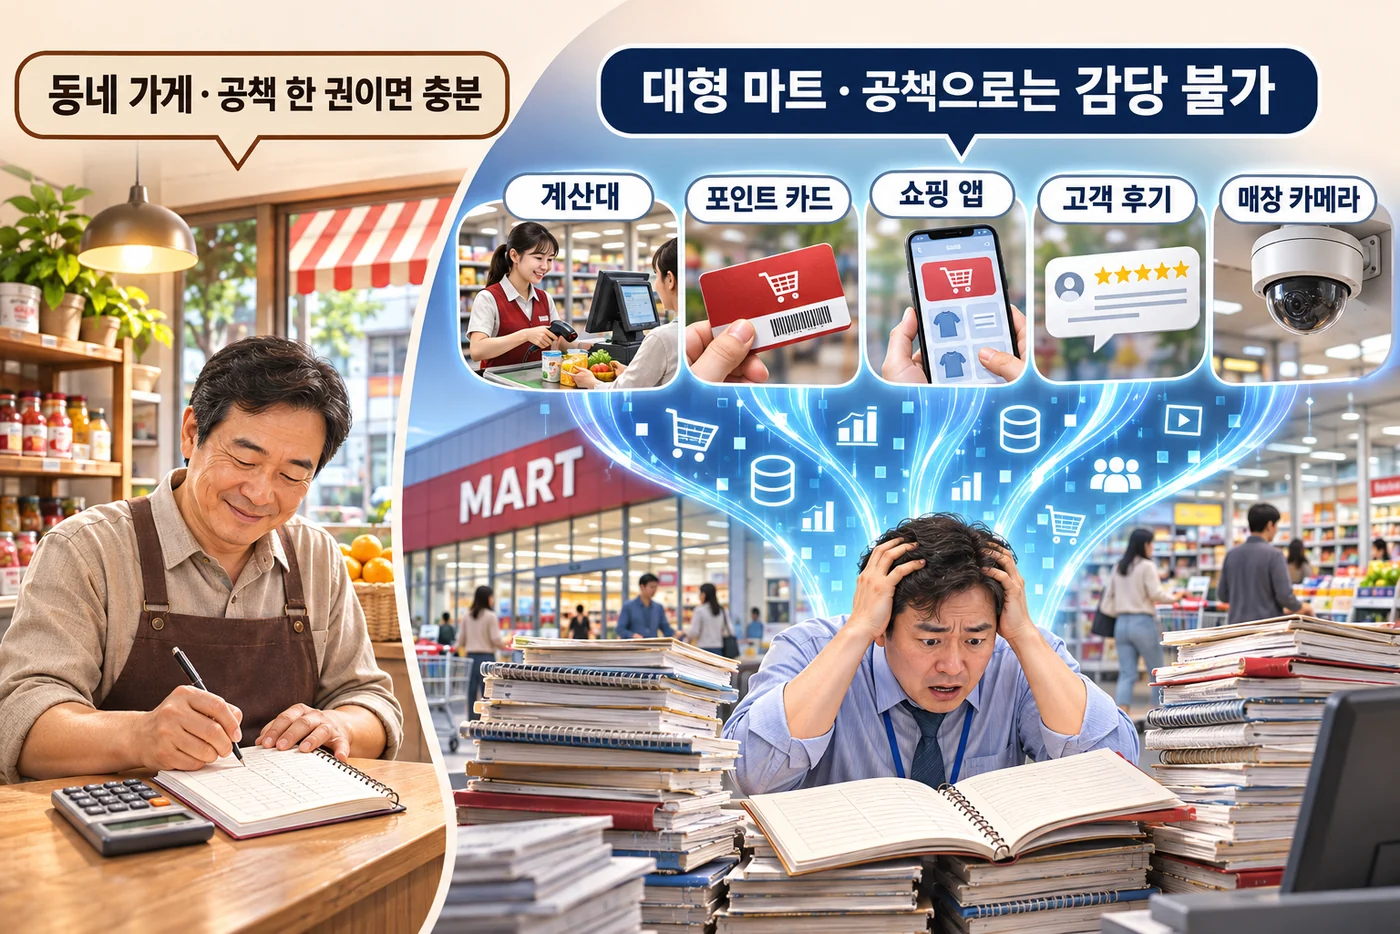 동네 가게 · 공책 한 권이면 충분
대형 마트 · 공책으로는 감당 불가
계산대
포인트 카드
쇼핑 앱
고객 후기
매장 카메라
MART